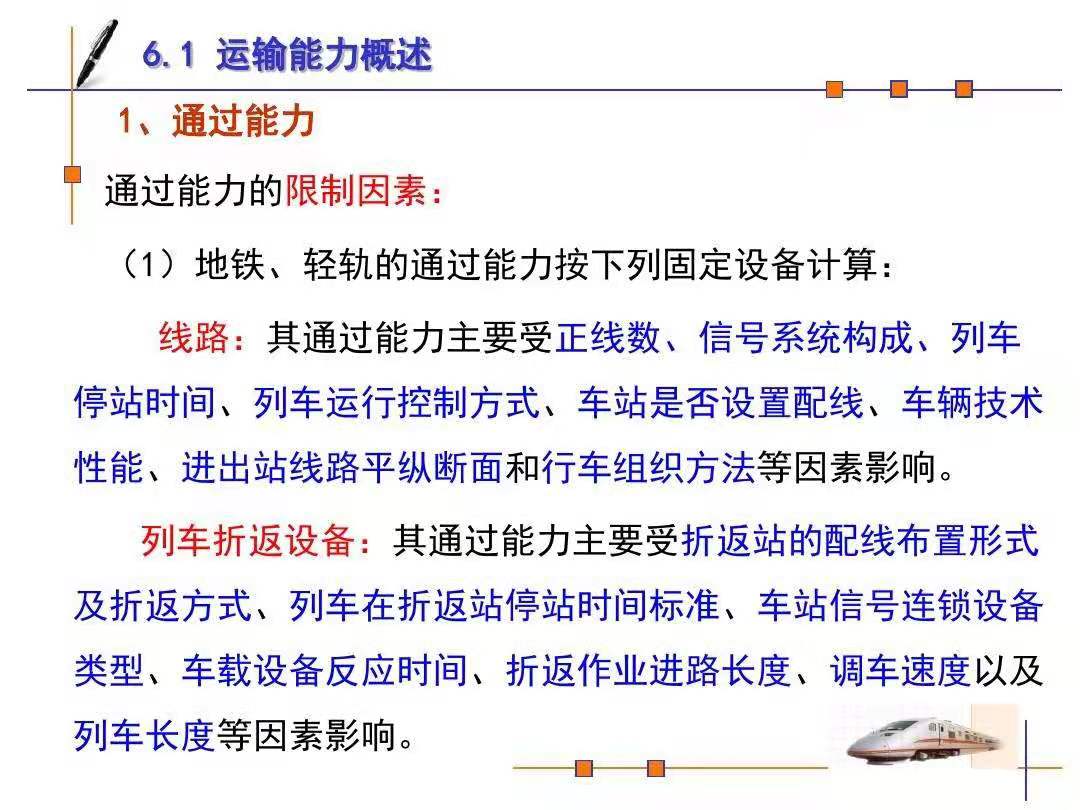 6.1 运输能力概述
1、通过能力
通过能力的限制因素：
（1）地铁、轻轨的通过能力按下列固定设备计算：
线路：其通过能力主要受正线数、信号系统构成、列车
停站时间、列车运行控制方式、车站是否设置配线、车辆技术
性能、进出站线路平纵断面和行车组织方法等因素影响。
列车折返设备：其通过能力主要受折返站的配线布置形式
及折返方式、列车在折返站停站时间标准、车站信号连锁设备
类型、车载设备反应时间、折返作业进路长度、调车速度以及
列车长度等因素影响。